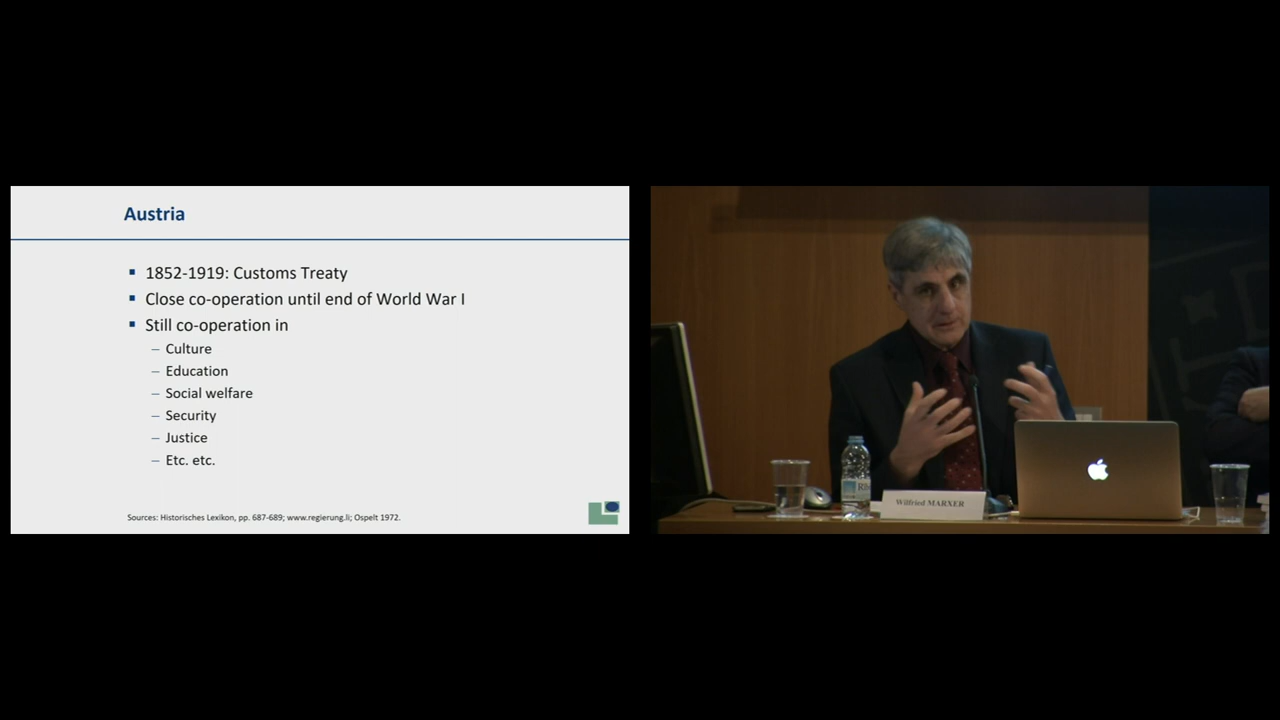 Austria
▪ 1852-1919: Customs Treaty
▪ Close co-operation until end of World War I
▪ Still co-operation in
– Culture
– Education
– Social welfare
– Security
– Justice
– Etc. etc.
Sources: Historisches Lexikon, pp. 687-689; www.regierung.li; Ospelt 1972.
Wilfried MARXER